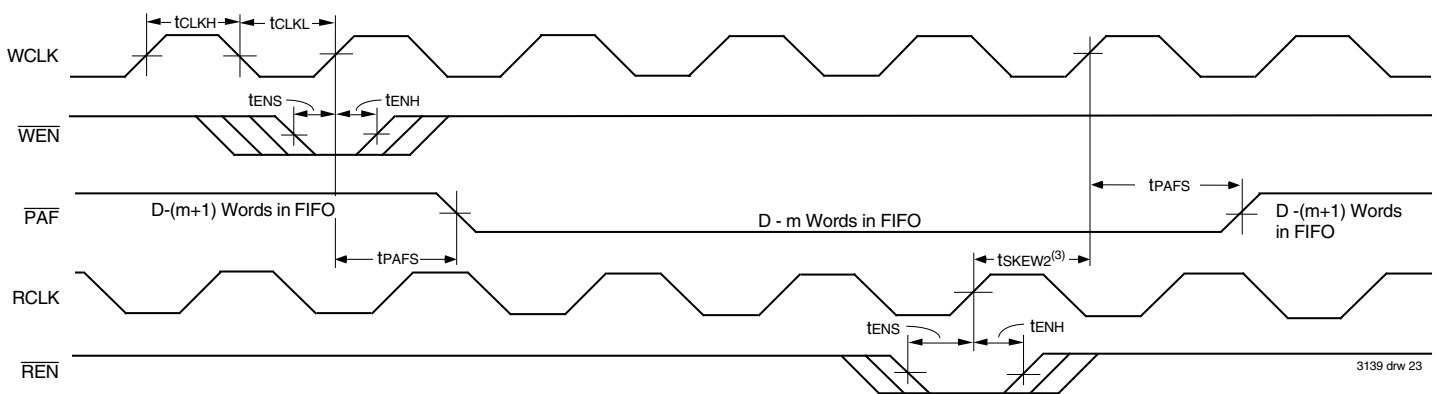 tCLKH
tCLKL
WCLK
tENS
tENH
WEN
PAF
D-(m+1) Words in FIFO
D - m Words in FIFO
tPAFS
D -(m+1) Words
in FIFO
tPAFS
tSKEW2(3)
RCLK
tENS
tENH
REN
3139 drw 23